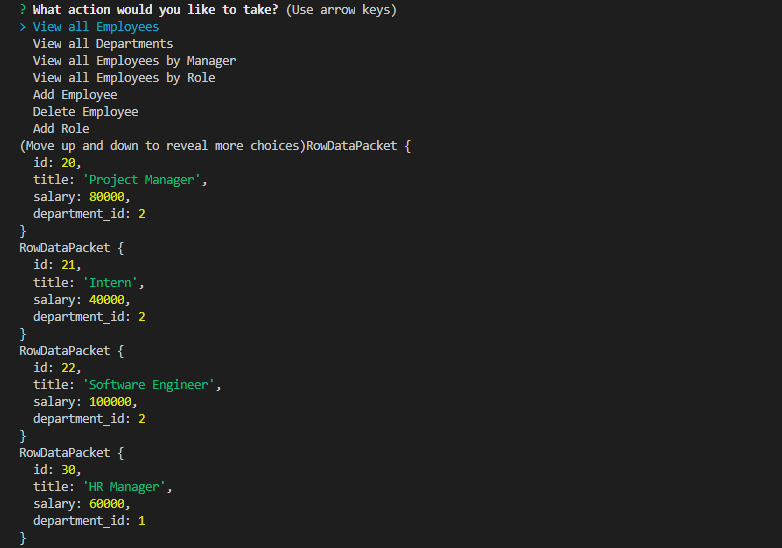 ? What action would you like to take? (Use arrow keys)
> View all Employees
View all Departments
View all Employees by Manager
View all Employees by Role
Add Employee
Delete Employee
Add Role
(Move up and down to reveal more choices)RowDataPacket {
id: 20,
title: 'Project Manager',
salary: 80000,
department_id: 2
}
RowDataPacket {
id: 21,
title: 'Intern',
salary: 40000,
department_id: 2
}
RowDataPacket {
id: 22,
title: 'Software Engineer',
salary: 100000,
department_id: 2
}
RowDataPacket {
id: 30,
title: 'HR Manager',
salary: 60000,
department_id: 1
}